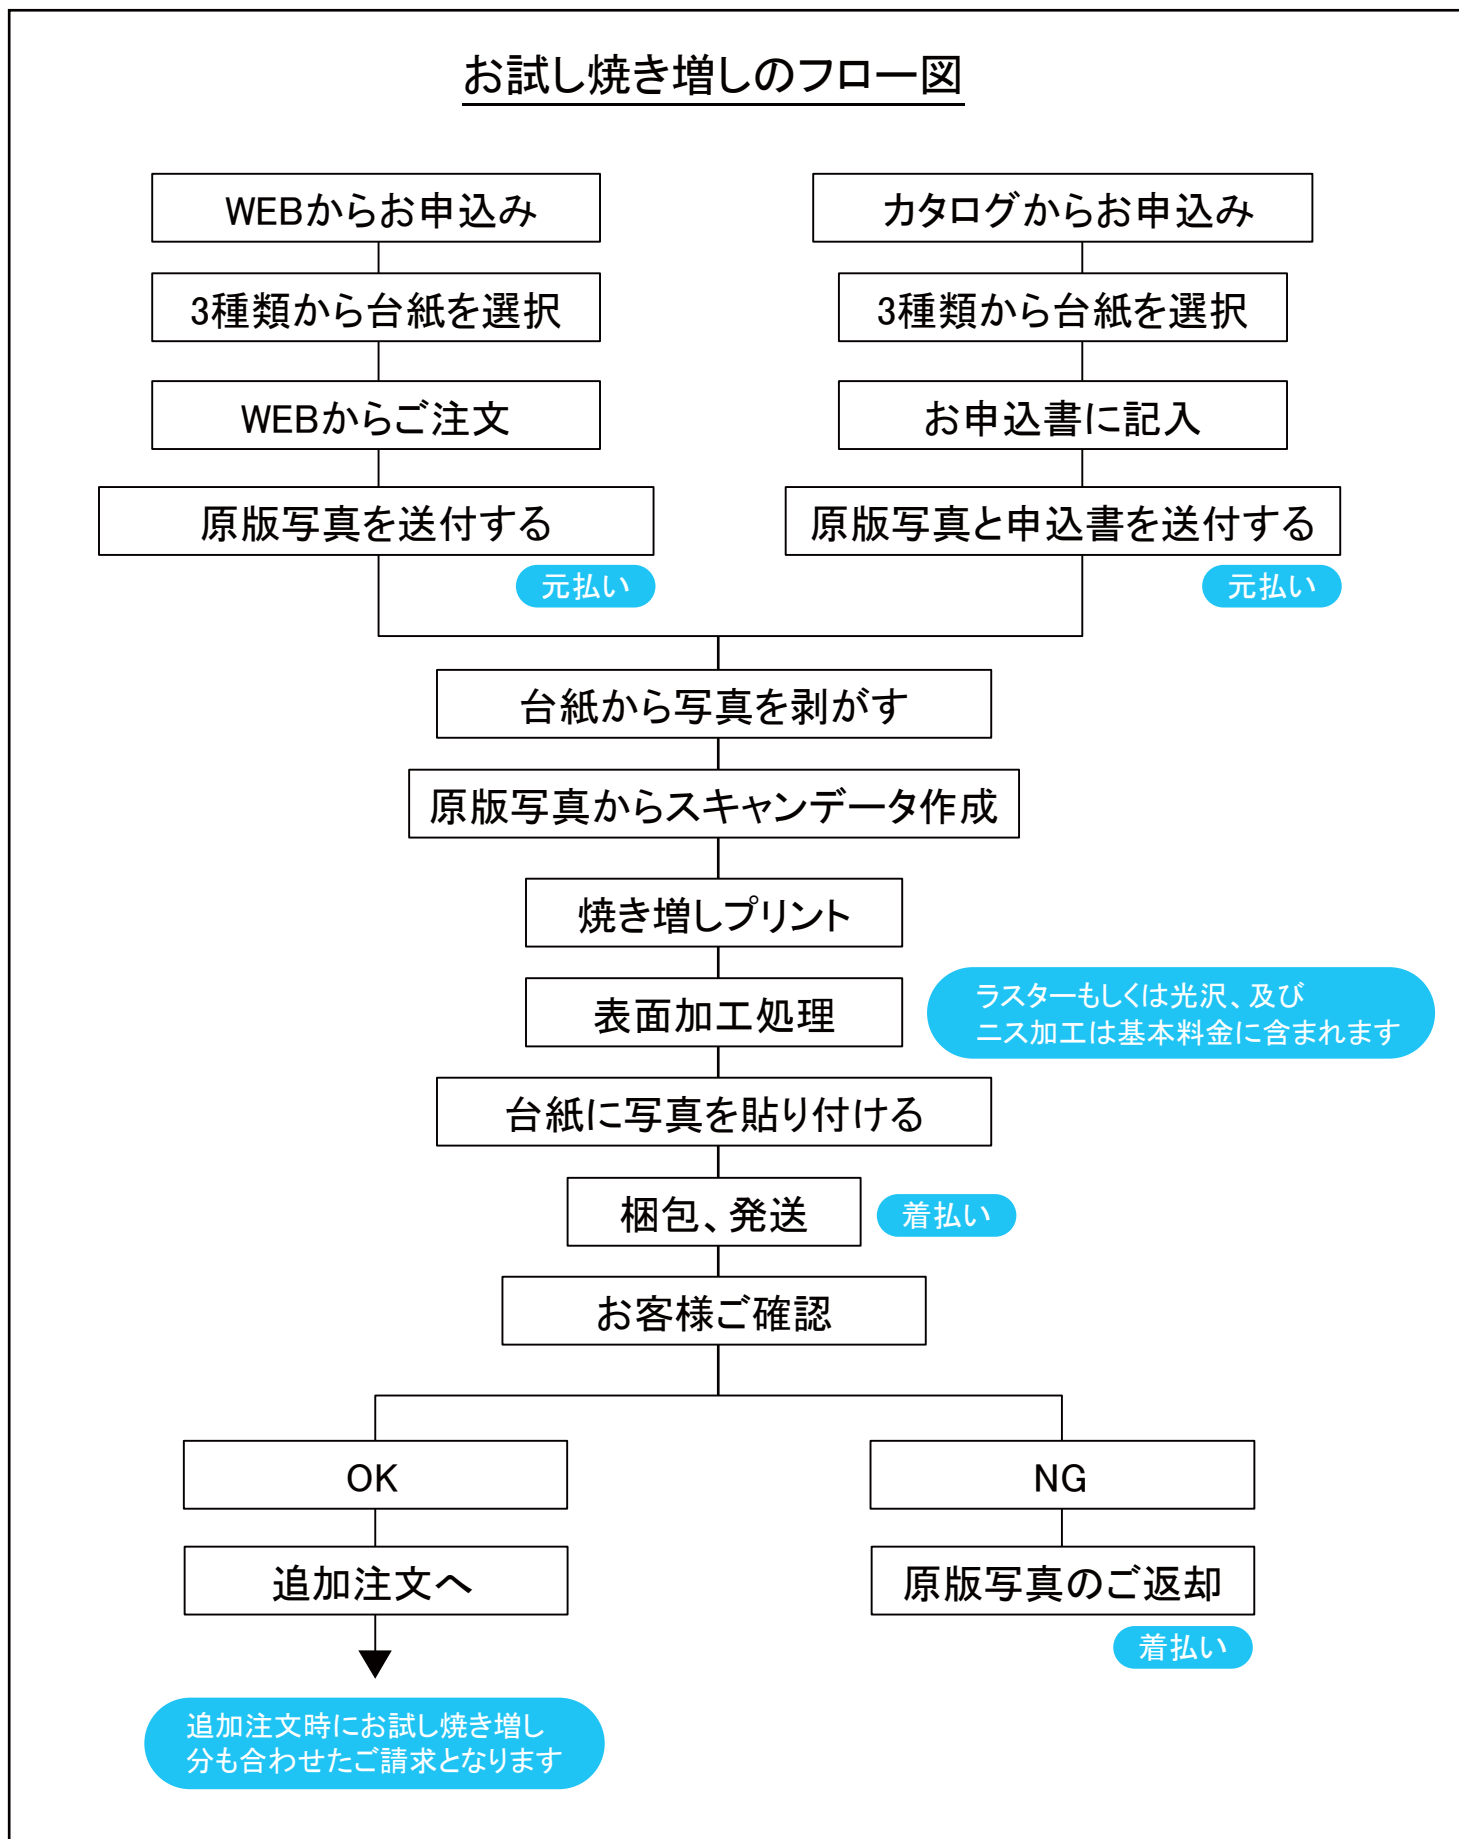 お試し焼き増しのフロー図
WEBからお申込み
3種類から台紙を選択
WEBからご注文
原版写真を送付する
元払い
カタログからお申込み
3種類から台紙を選択
お申込書に記入
原版写真と申込書を送付する
元払い
台紙から写真を剥がす
原版写真からスキャンデータ作成
焼き増しプリント
表面加工処理
ラスターもしくは光沢、及び
ニス加工は基本料金に含まれます
台紙に写真を貼り付ける
梱包、発送
着払い
お客様ご確認
OK
追加注文へ
追加注文時にお試し焼き増し
分も合わせたご請求となります
NG
原版写真のご返却
着払い